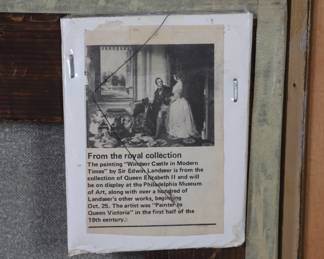 From the royal collection
The painting "Windsor Castle in Modern
Times" by Sir Edwin Landseer is from the
collection of Queen Elizabeth II and will
be on display at the Philadelphia Museum
of Art, along with over a hundred of
Landseer's other works, beginning
Oct. 25. The artist was "Painter to
Queen Victoria" in the first half of the
19th century.